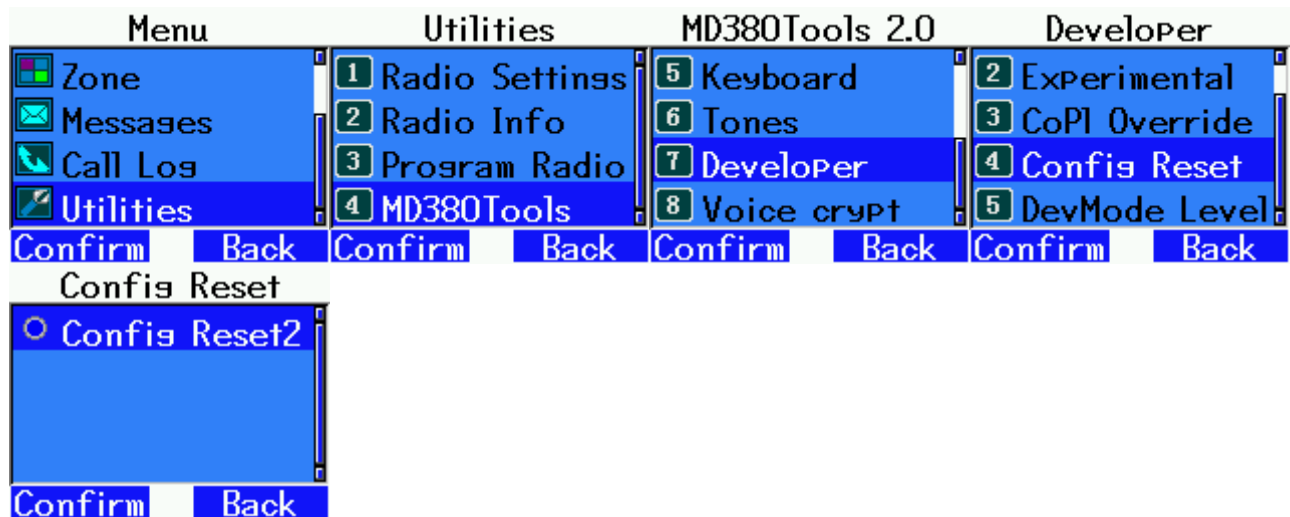 Menu
Zone
Messages
Call Log
Utilities
Confirm Back
Utilities
1 Radio Settings
2 Radio Info
3 Program Radio
4 MD380Tools
Confirm Back
MD380Tools 2.0
5 Keyboard
6 Tones
7 Developer
8 Voice crypt
Confirm Back
Developer
2 Experimental
3 CoPl Override
4 Config Reset
5 DevMode Level
Confirm Back
Config Reset
Config Reset2
Confirm Back